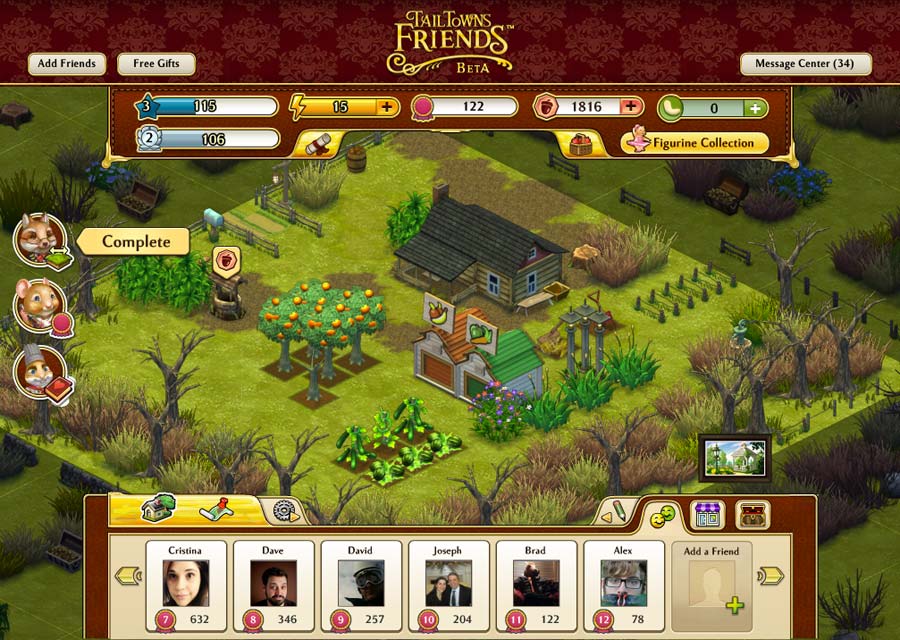 TAILTOWNS
FRIENDS™
BETA
Add Friends
Free Gifts
Message Center (34)
3
115
15
+
122
1816
+
0
+
2
106
Figurine Collection
Complete
Cristina
Dave
David
Joseph
Brad
Alex
Add a Friend
7 632
8 346
9 257
10 204
11 122
12 78